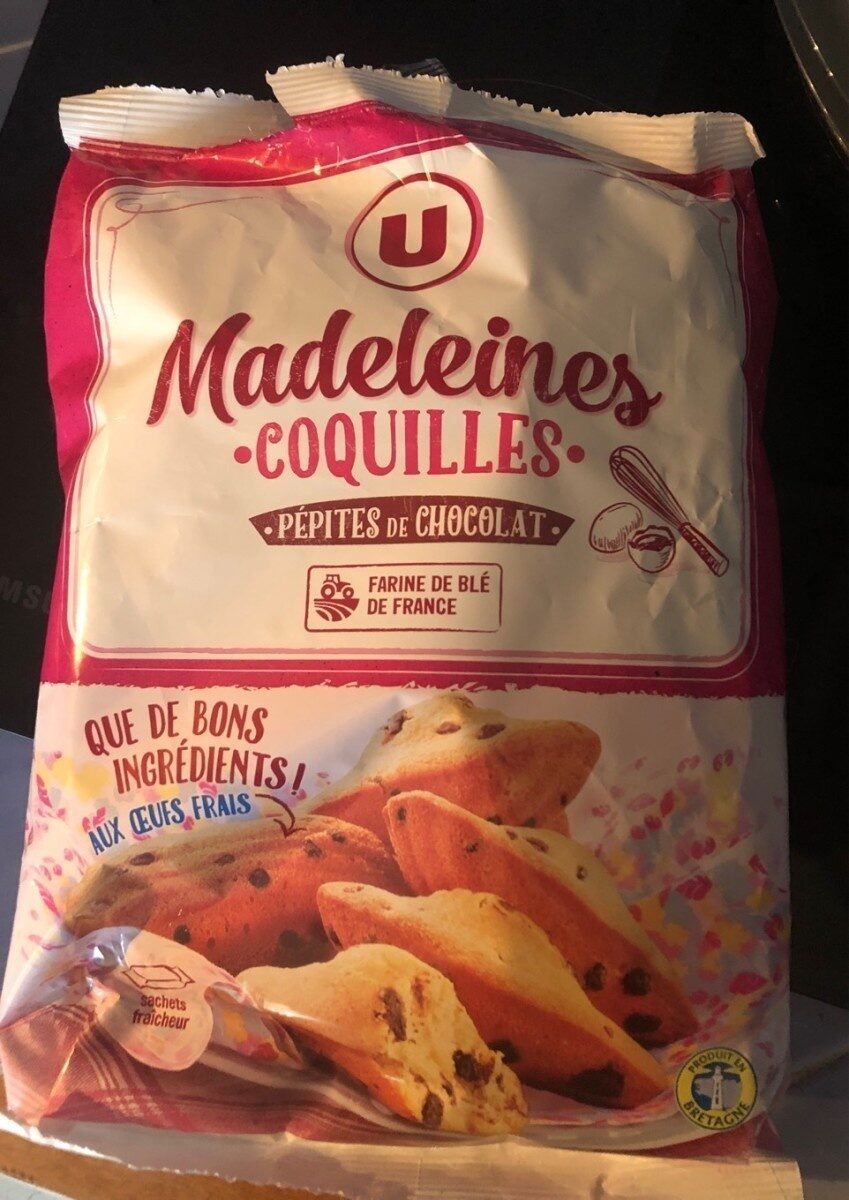 U
Madeleines
•COQUILLES•
•PÉPITES DE CHOCOLAT•
FARINE DE BLÉ
DE FRANCE
QUE DE BONS
INGRÉDIENTS!
AUX ŒUFS FRAIS
sachets
fraîcheur
PRODUIT EN
BRETAGNE